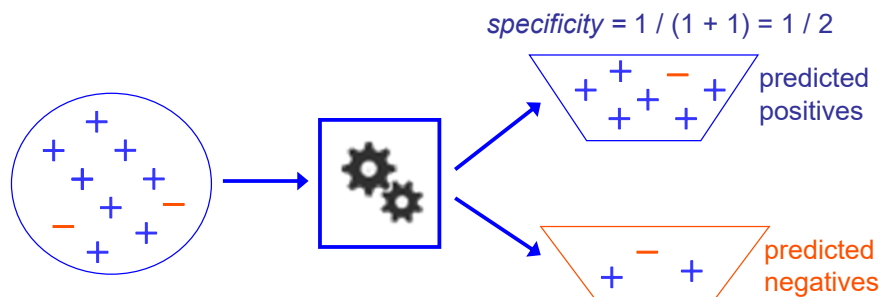 specificity = 1 / (1 + 1) = 1 / 2
predicted
positives
predicted
negatives